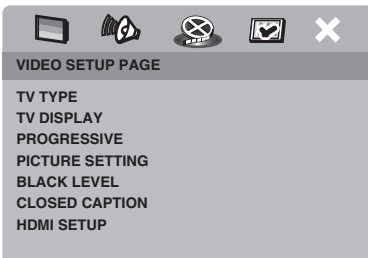 VIDEO SETUP PAGE
TV TYPE
TV DISPLAY
PROGRESSIVE
PICTURE SETTING
BLACK LEVEL
CLOSED CAPTION
HDMI SETUP